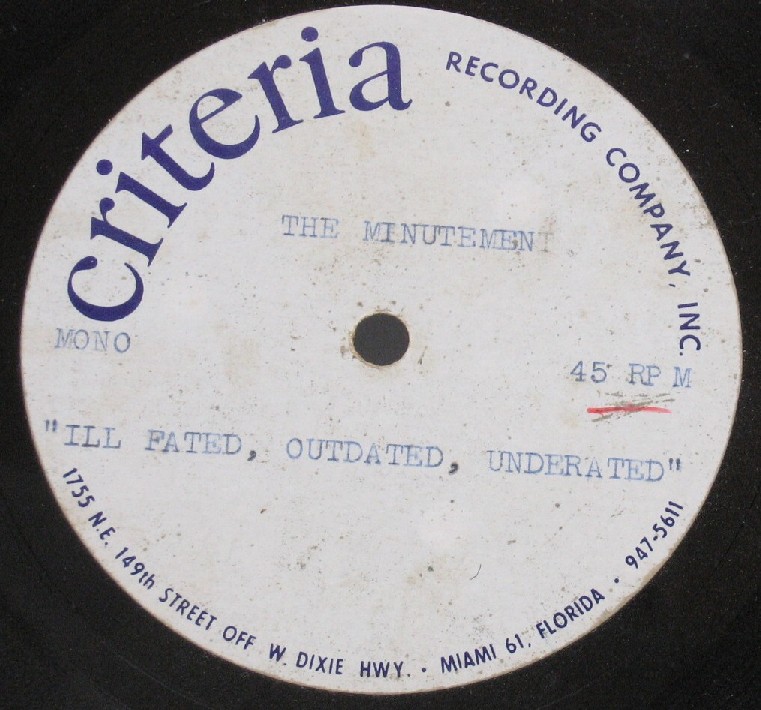 criteria
RECORDING COMPANY, INC.
THE MINUTEMEN
MONO
45 RPM
"ILL FATED, OUTDATED, UNDERATED"
1755 N.E. 149th STREET OFF W. DIXIE HWY. • MIAMI 61, FLORIDA • 947-5611